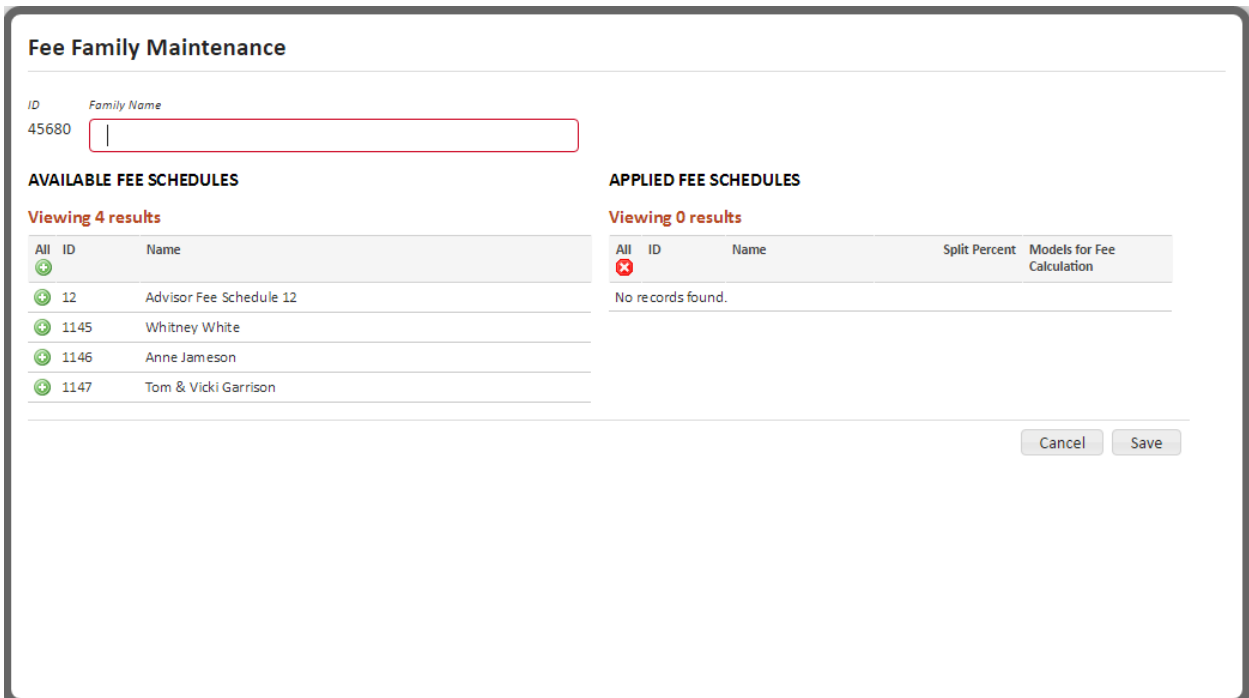 Fee Family Maintenance
ID Family Name
45680
AVAILABLE FEE SCHEDULES
Viewing 4 results
All ID Name
12 Advisor Fee Schedule 12
1145 Whitney White
1146 Anne Jameson
1147 Tom & Vicki Garrison
APPLIED FEE SCHEDULES
Viewing 0 results
All ID Name Split Percent Models for Fee
Calculation
No records found.
Cancel Save